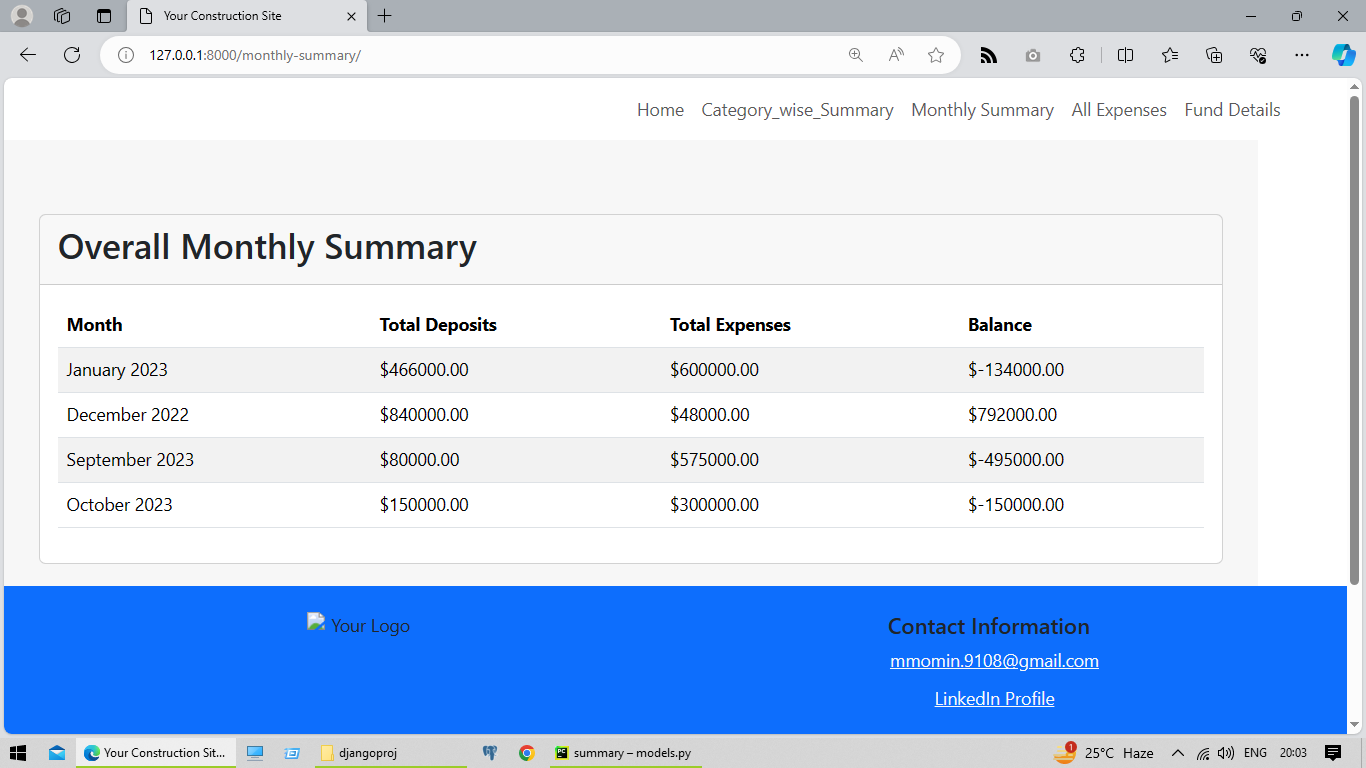 Your Construction Site
127.0.0.1:8000/monthly-summary/
Home Category_wise_Summary Monthly Summary All Expenses Fund Details
Overall Monthly Summary
Month Total Deposits Total Expenses Balance
January 2023 $466000.00 $600000.00 $-134000.00
December 2022 $840000.00 $48000.00 $792000.00
September 2023 $80000.00 $575000.00 $-495000.00
October 2023 $150000.00 $300000.00 $-150000.00
Your Logo
Contact Information
mmomin.9108@gmail.com
LinkedIn Profile
Your Construction Sit... djangoproj PC summary – models.py 1 25°C Haze ENG 20:03